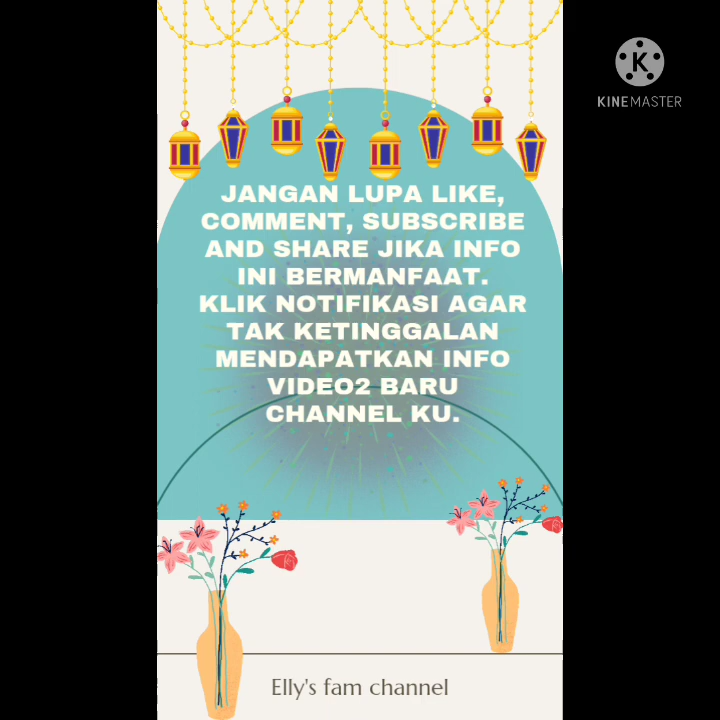 KINEMASTER
JANGAN LUPA LIKE,
COMMENT, SUBSCRIBE
AND SHARE JIKA INFO
INI BERMANFAAT.
KLIK NOTIFIKASI AGAR
TAK KETINGGALAN
MENDAPATKAN INFO
VIDEO2 BARU
CHANNEL KU.
Elly's fam channel